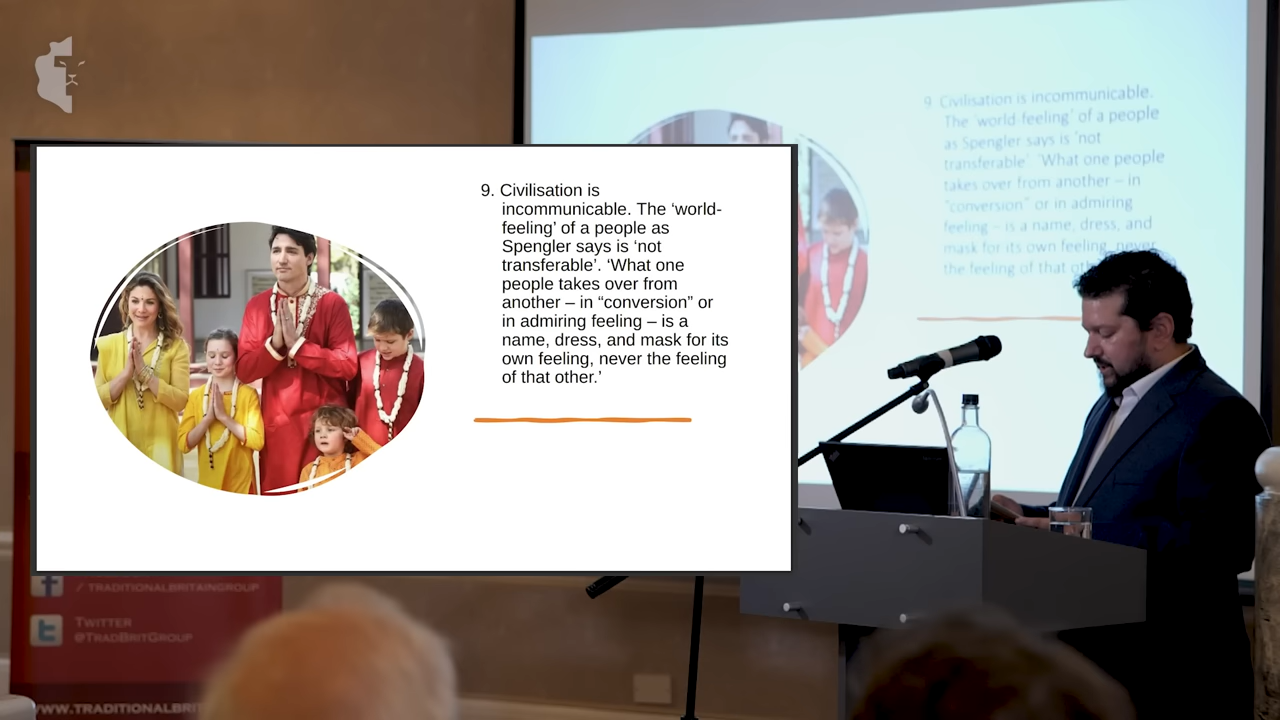 9. Civilisation is
incommunicable. The ‘world-
feeling’ of a people as
Spengler says is ‘not
transferable’. ‘What one
people takes over from
another – in “conversion” or
in admiring feeling – is a
name, dress, and mask for its
own feeling, never the feeling
of that other.’
9 Civilisation is incommunicable.
The ‘world-feeling’ of a people
as Spengler says is ‘not
transferable’ ‘What one people
takes over from another – in
“conversion” or in admiring
feeling – is a name, dress, and
mask for its own feeling, never
the feeling of that
/ TRADITIONALBRITAINGROUP
TWITTER
@TRADBRITGROUP
WWW.TRADITIONALBRIT